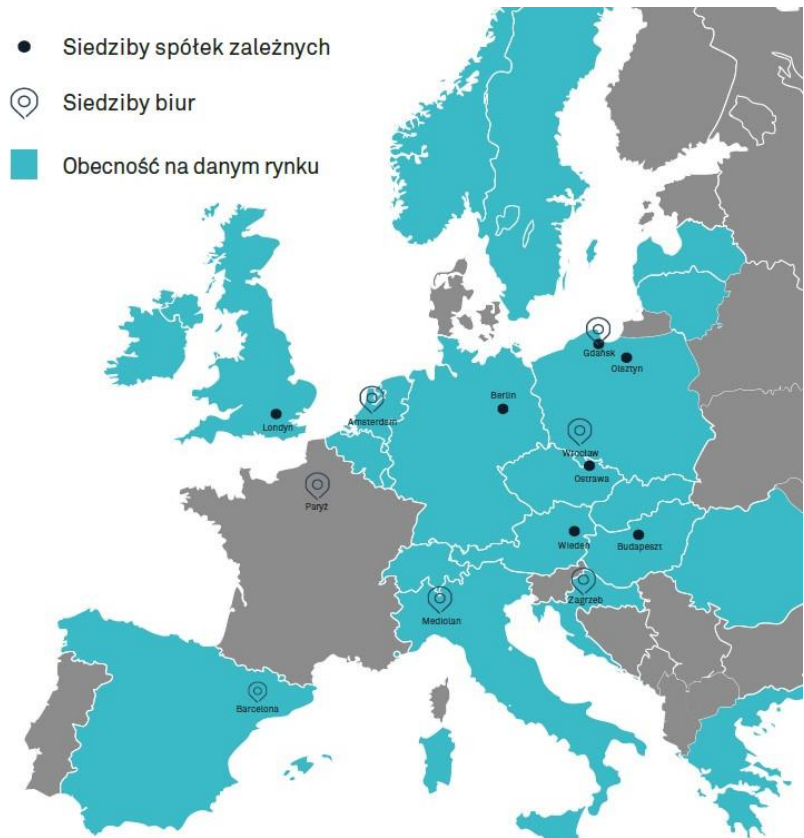 Siedziby spółek zależnych
Siedziby biur
Obecność na danym rynku
Gdańsk
Olsztyn
Berlin
Amsterdam
Londyn
Wrocław
Ostrawa
Paryż
Wiedeń
Budapeszt
Zagrzeb
Mediolan
Barcelona